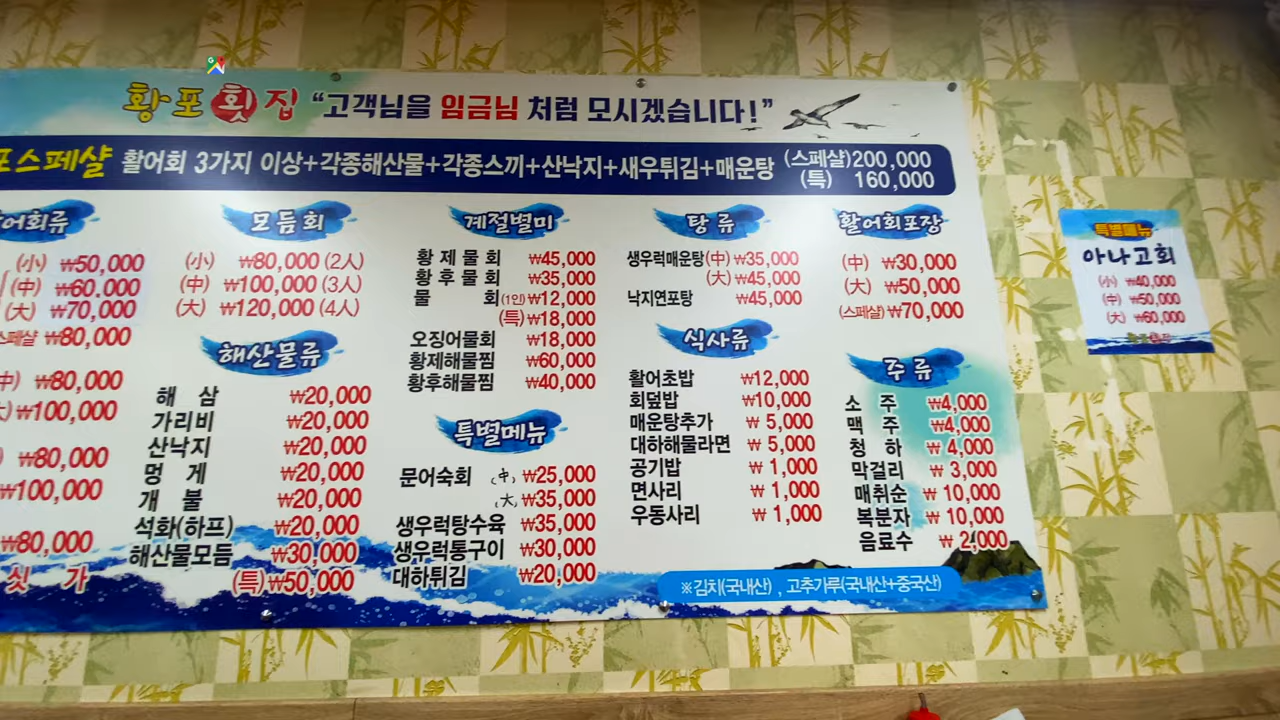 황포횟집 "고객님을 임금님 처럼 모시겠습니다!"
포스페샬 활어회 3가지 이상+각종해산물+각종스끼+산낙지+새우튀김+매운탕 (스페샬)200,000
(특) 160,000
어회류
(小) ₩50,000
(中) ₩60,000
(大) ₩70,000
스페샬 ₩80,000
中) ₩80,000
₩100,000
) ₩80,000
₩100,000
₩80,000
싯 가
모듬회
(小) ₩80,000 (2人)
(中) ₩100,000 (3人)
(大) ₩120,000 (4人)
해산물류
해 삼 ₩20,000
가리비 ₩20,000
산낙지 ₩20,000
멍 게 ₩20,000
개 불 ₩20,000
석화(하프) ₩20,000
해산물모듬 ₩30,000
(특)₩50,000
계절별미
황 제 물 회 ₩45,000
황 후 물 회 ₩35,000
물 회(1인)₩12,000
(특)₩18,000
오징어물회 ₩18,000
황제해물찜 ₩60,000
황후해물찜 ₩40,000
특별메뉴
문어숙회 (中) ₩25,000
(大) ₩35,000
생우럭탕수육 ₩35,000
생우럭통구이 ₩30,000
대하튀김 ₩20,000
탕 류
생우럭매운탕(中)₩35,000
(大)₩45,000
낙지연포탕 ₩45,000
식사류
활어초밥 ₩12,000
회덮밥 ₩10,000
매운탕추가 ₩ 5,000
대하해물라면 ₩ 5,000
공기밥 ₩ 1,000
면사리 ₩ 1,000
우동사리 ₩ 1,000
활어회포장
(中) ₩30,000
(大) ₩50,000
(스페샬)₩70,000
주 류
소 주 ₩4,000
맥 주 ₩4,000
청 하 ₩ 4,000
막걸리 ₩ 3,000
매취순 ₩ 10,000
복분자 ₩ 10,000
음료수 ₩ 2,000
※김치(국내산) , 고추가루(국내산+중국산)
특별메뉴
아나고회
(小) ₩40,000
(中) ₩50,000
(大) ₩60,000
황포횟집